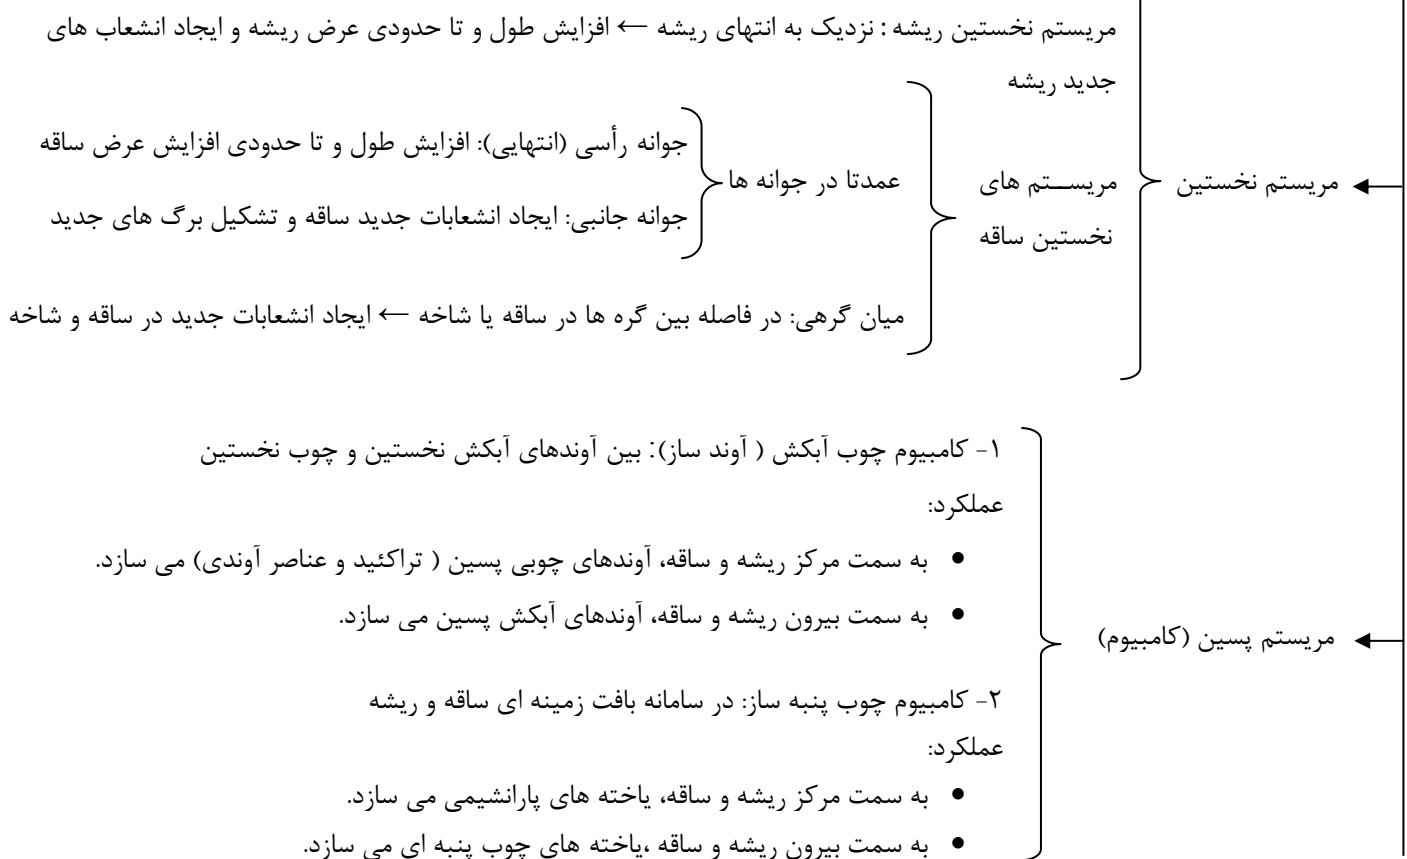 مریستم نخستین ریشه : نزدیک به انتهای ریشه ← افزایش طول و تا حدودی عرض ریشه و ایجاد انشعاب های
جدید ریشه
جوانه رأسی (انتهایی): افزایش طول و تا حدودی افزایش عرض ساقه
مریستم نخستین
مریســتم های
عمدتا در جوانه ها
جوانه جانبی: ایجاد انشعابات جدید ساقه و تشکیل برگ های جدید
نخستین ساقه
میان گرهی: در فاصله بین گره ها در ساقه یا شاخه ← ایجاد انشعابات جدید در ساقه و شاخه
۱- کامبیوم چوب آبکش ( آوند ساز): بین آوندهای آبکش نخستین و چوب نخستین
عملکرد:
● به سمت مرکز ریشه و ساقه، آوندهای چوبی پسین ( تراکئید و عناصر آوندی) می سازد.
● به سمت بیرون ریشه و ساقه، آوندهای آبکش پسین می سازد.
مریستم پسین (کامبیوم)
۲- کامبیوم چوب پنبه ساز: در سامانه بافت زمینه ای ساقه و ریشه
عملکرد:
● به سمت مرکز ریشه و ساقه، یاخته های پارانشیمی می سازد.
● به سمت بیرون ریشه و ساقه ،یاخته های چوب پنبه ای می سازد.